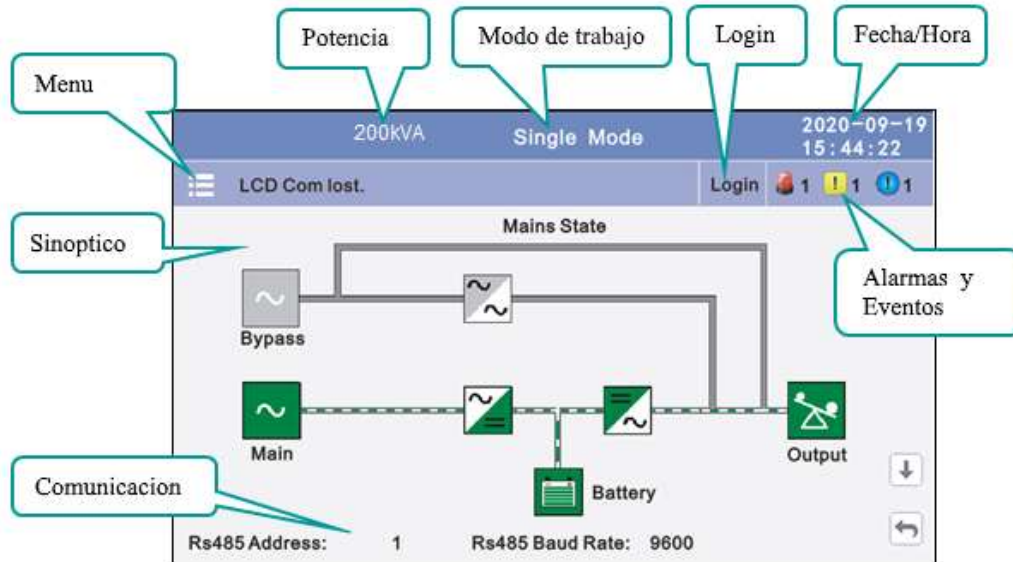 Potencia
Modo de trabajo
Login
Fecha/Hora
Menu
200kVA
Single Mode
2020-09-19
15:44:22
LCD Com lost.
Login
1
! 1
! 1
Sinoptico
Mains State
Alarmas y
Eventos
Bypass
Main
Output
Comunicacion
Battery
Rs485 Address: 1
Rs485 Baud Rate: 9600